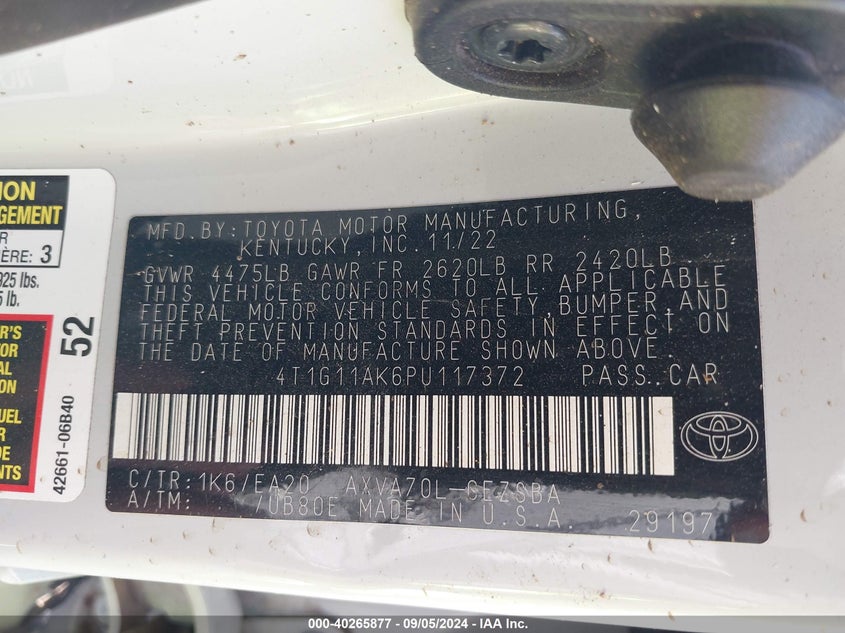 TION
GEMENT
ÈRE: 3
925 lbs.
5 lb.
52
42661-06B40
MFD.BY:TOYOTA MOTOR MANUFACTURING,
KENTUCKY,INC. 11/22
GVWR 4475LB GAWR FR 2620LB RR 2420LB
THIS VEHICLE CONFORMS TO ALL APPLICABLE
FEDERAL MOTOR VEHICLE SAFETY,BUMPER,AND
THEFT PREVENTION STANDARDS IN EFFECT ON
THE DATE OF MANUFACTURE SHOWN ABOVE.
4T1G11AK6PU117372 PASS.CAR
C/TR:1K6/EA20 AXVA70L-CEZSBA
A/TM: /UB80E MADE IN U.S.A. 29197
000-40265877 - 09/05/2024 - IAA Inc.